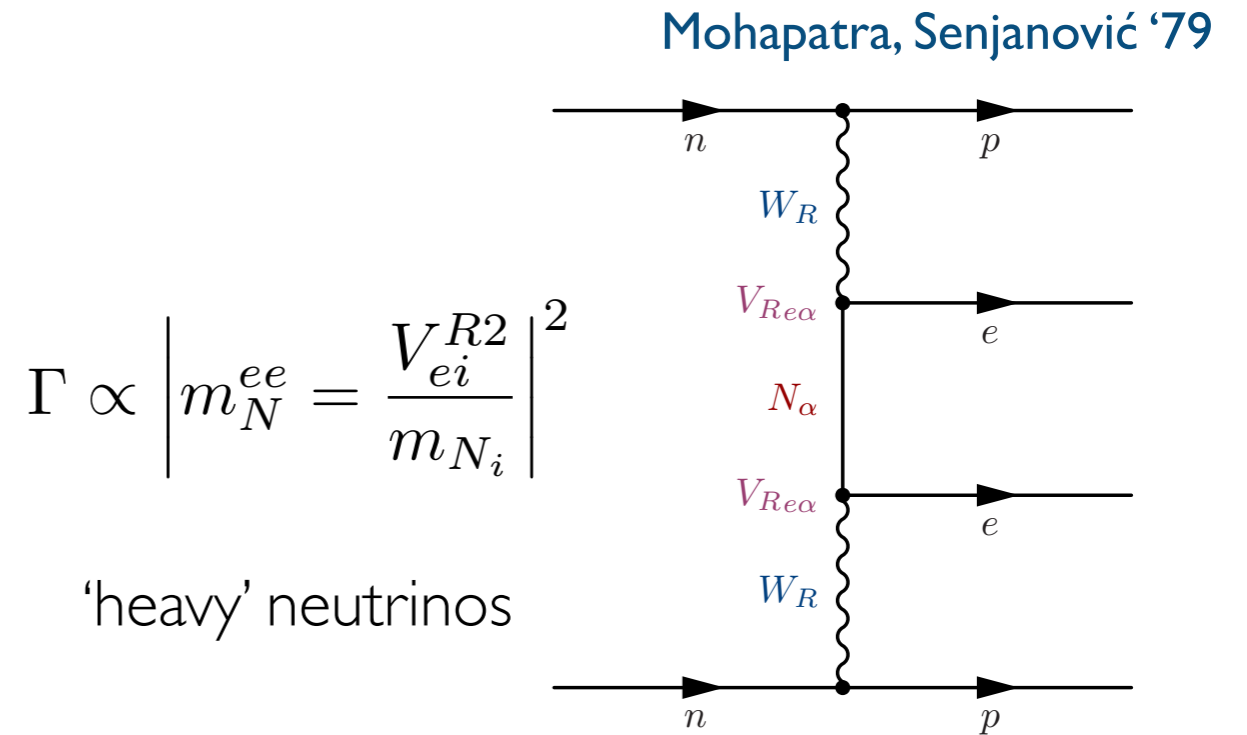 Mohapatra, Senjanović ‘79
n
p
W_R
V_{Reα}
e
Γ ∝ |m_N^{ee} = \frac{V_{ei}^{R2}}{m_{N_i}}|^2
N_α
V_{Reα}
e
‘heavy’ neutrinos
W_R
n
p